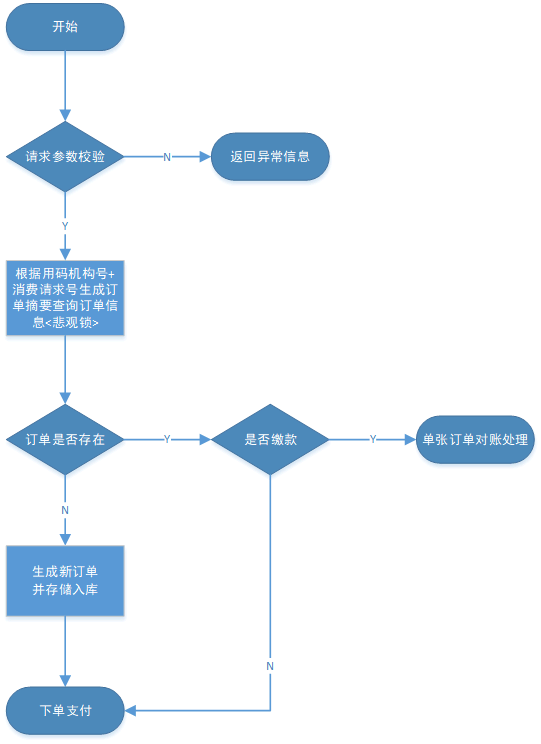 开始
请求参数校验
N
返回异常信息
Y
根据用码机构号+
消费请求号生成订
单摘要查询订单信
息<悲观锁>
订单是否存在
Y
是否缴款
Y
单张订单对账处理
N
生成新订单
并存储入库
N
下单支付